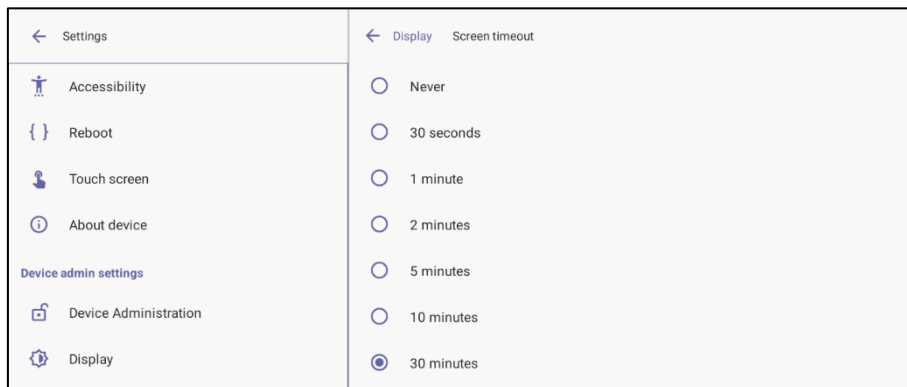 Settings
Accessibility
Reboot
Touch screen
About device
Device admin settings
Device Administration
Display
Display Screen timeout
Never
30 seconds
1 minute
2 minutes
5 minutes
10 minutes
30 minutes